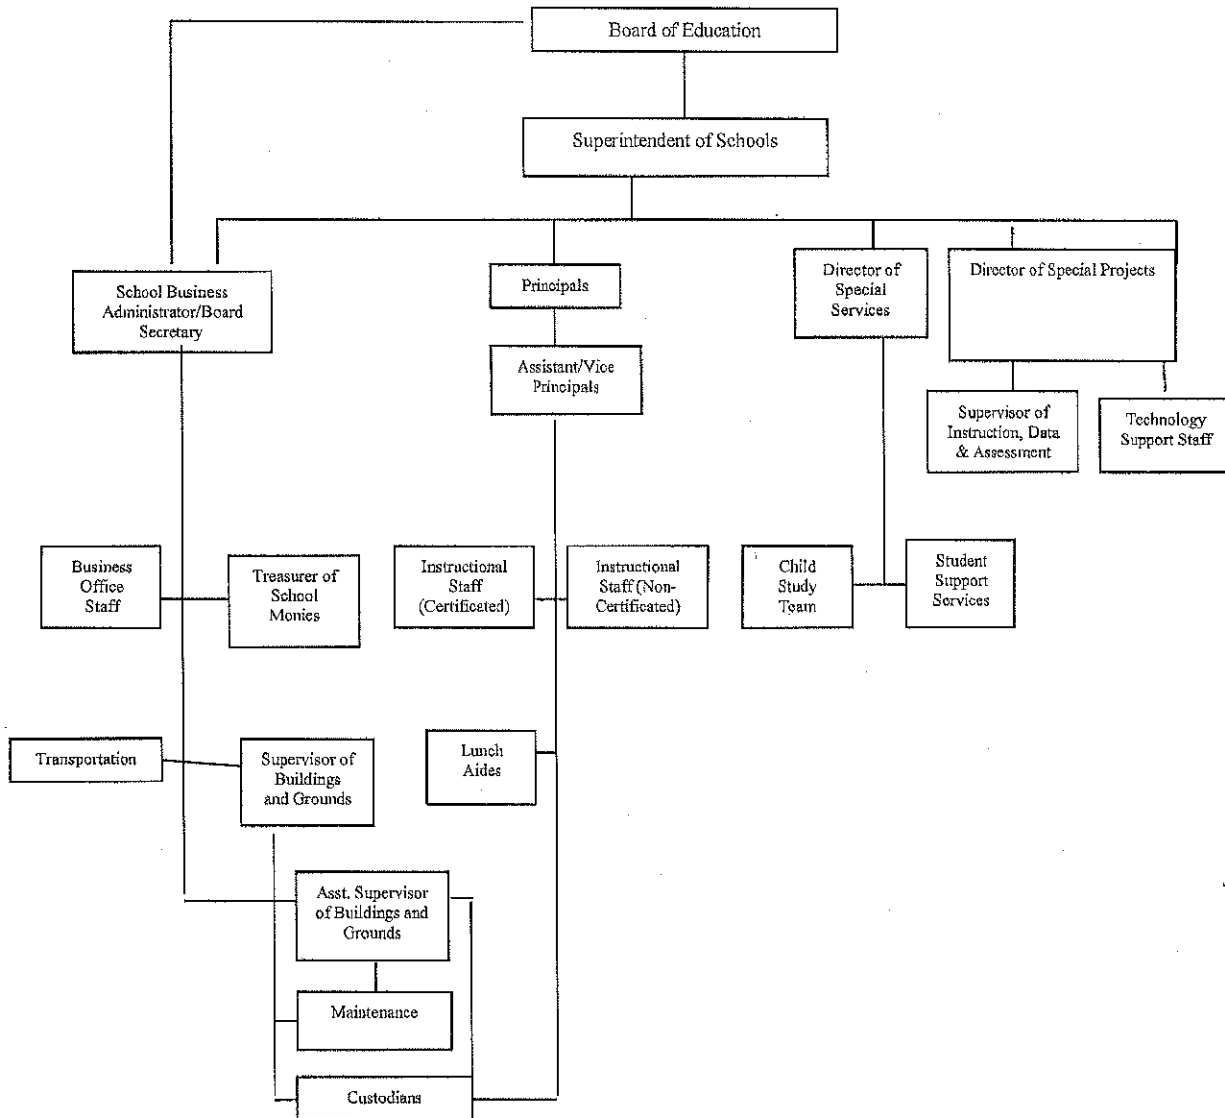 Board of Education
Superintendent of Schools
School Business
Administrator/Board
Secretary
Principals
Director of
Special
Services
Director of Special Projects
Assistant/Vice
Principals
Supervisor of
Instruction, Data
& Assessment
Technology
Support Staff
Business
Office
Staff
Treasurer of
School
Monies
Instructional
Staff
(Certificated)
Instructional
Staff (Non-
Certificated)
Child
Study
Team
Student
Support
Services
Transportation
Supervisor of
Buildings
and Grounds
Lunch
Aides
Asst. Supervisor
of Buildings and
Grounds
Maintenance
Custodians